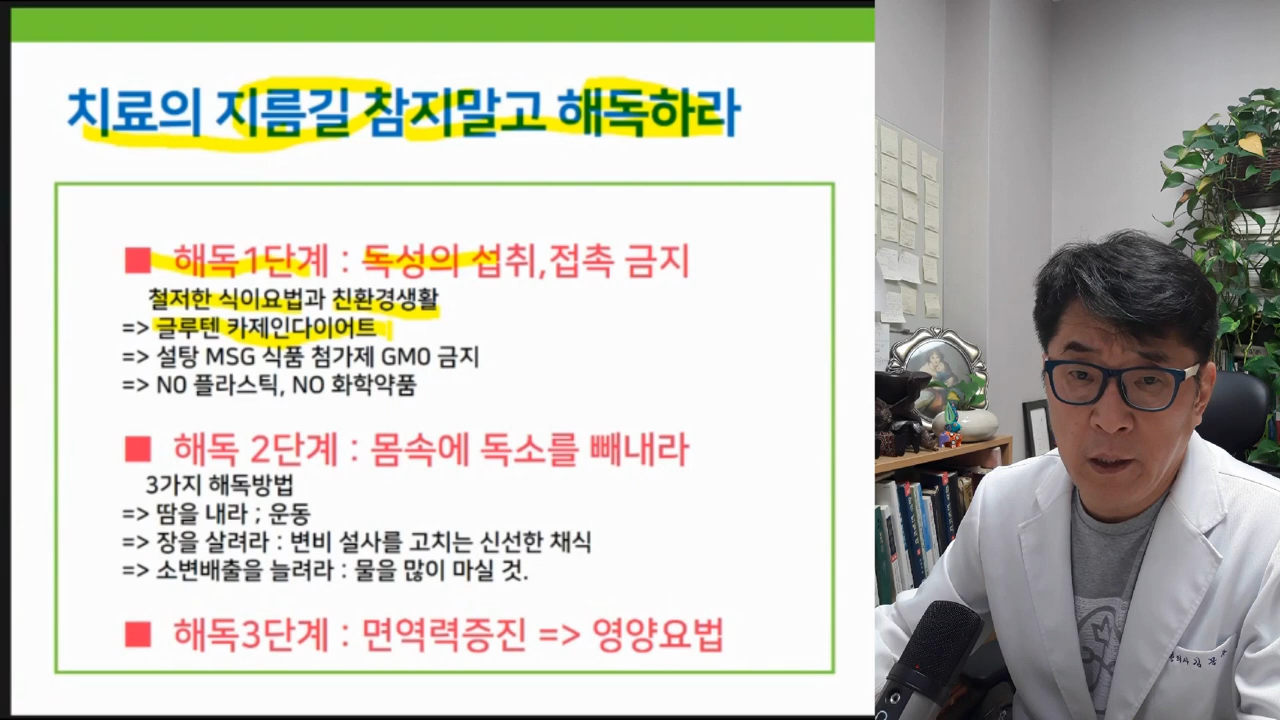 치료의 지름길 참지말고 해독하라
■ 해독1단계 : 독성의 섭취,접촉 금지
철저한 식이요법과 친환경생활
=> 글루텐 카제인다이어트
=> 설탕 MSG 식품 첨가제 GMO 금지
=> NO 플라스틱, NO 화학약품
■ 해독 2단계 : 몸속에 독소를 빼내라
3가지 해독방법
=> 땀을 내라 ; 운동
=> 장을 살려라 : 변비 설사를 고치는 신선한 채식
=> 소변배출을 늘려라 : 물을 많이 마실 것.
■ 해독3단계 : 면역력증진 => 영양요법